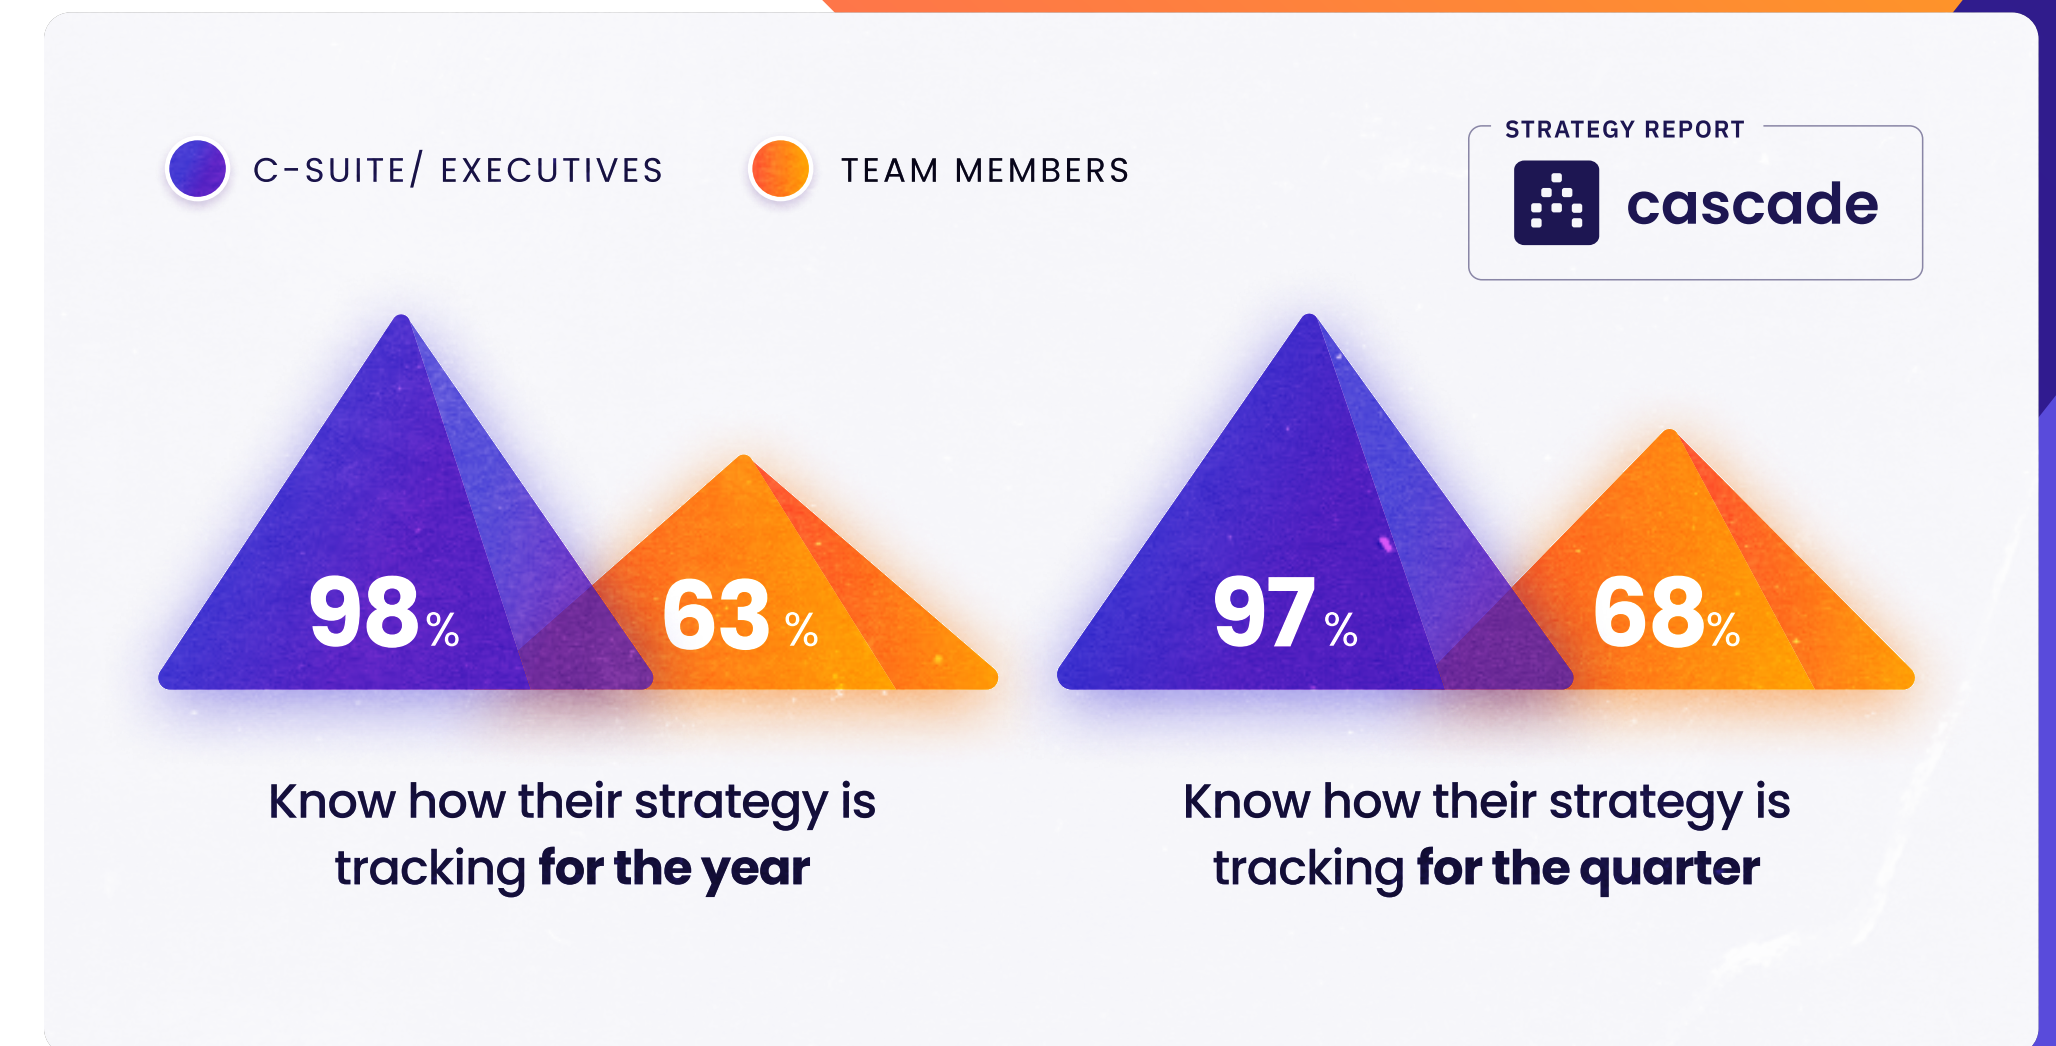 C-SUITE/ EXECUTIVES
TEAM MEMBERS
STRATEGY REPORT
cascade
98%
63%
97%
68%
Know how their strategy is
tracking for the year
Know how their strategy is
tracking for the quarter